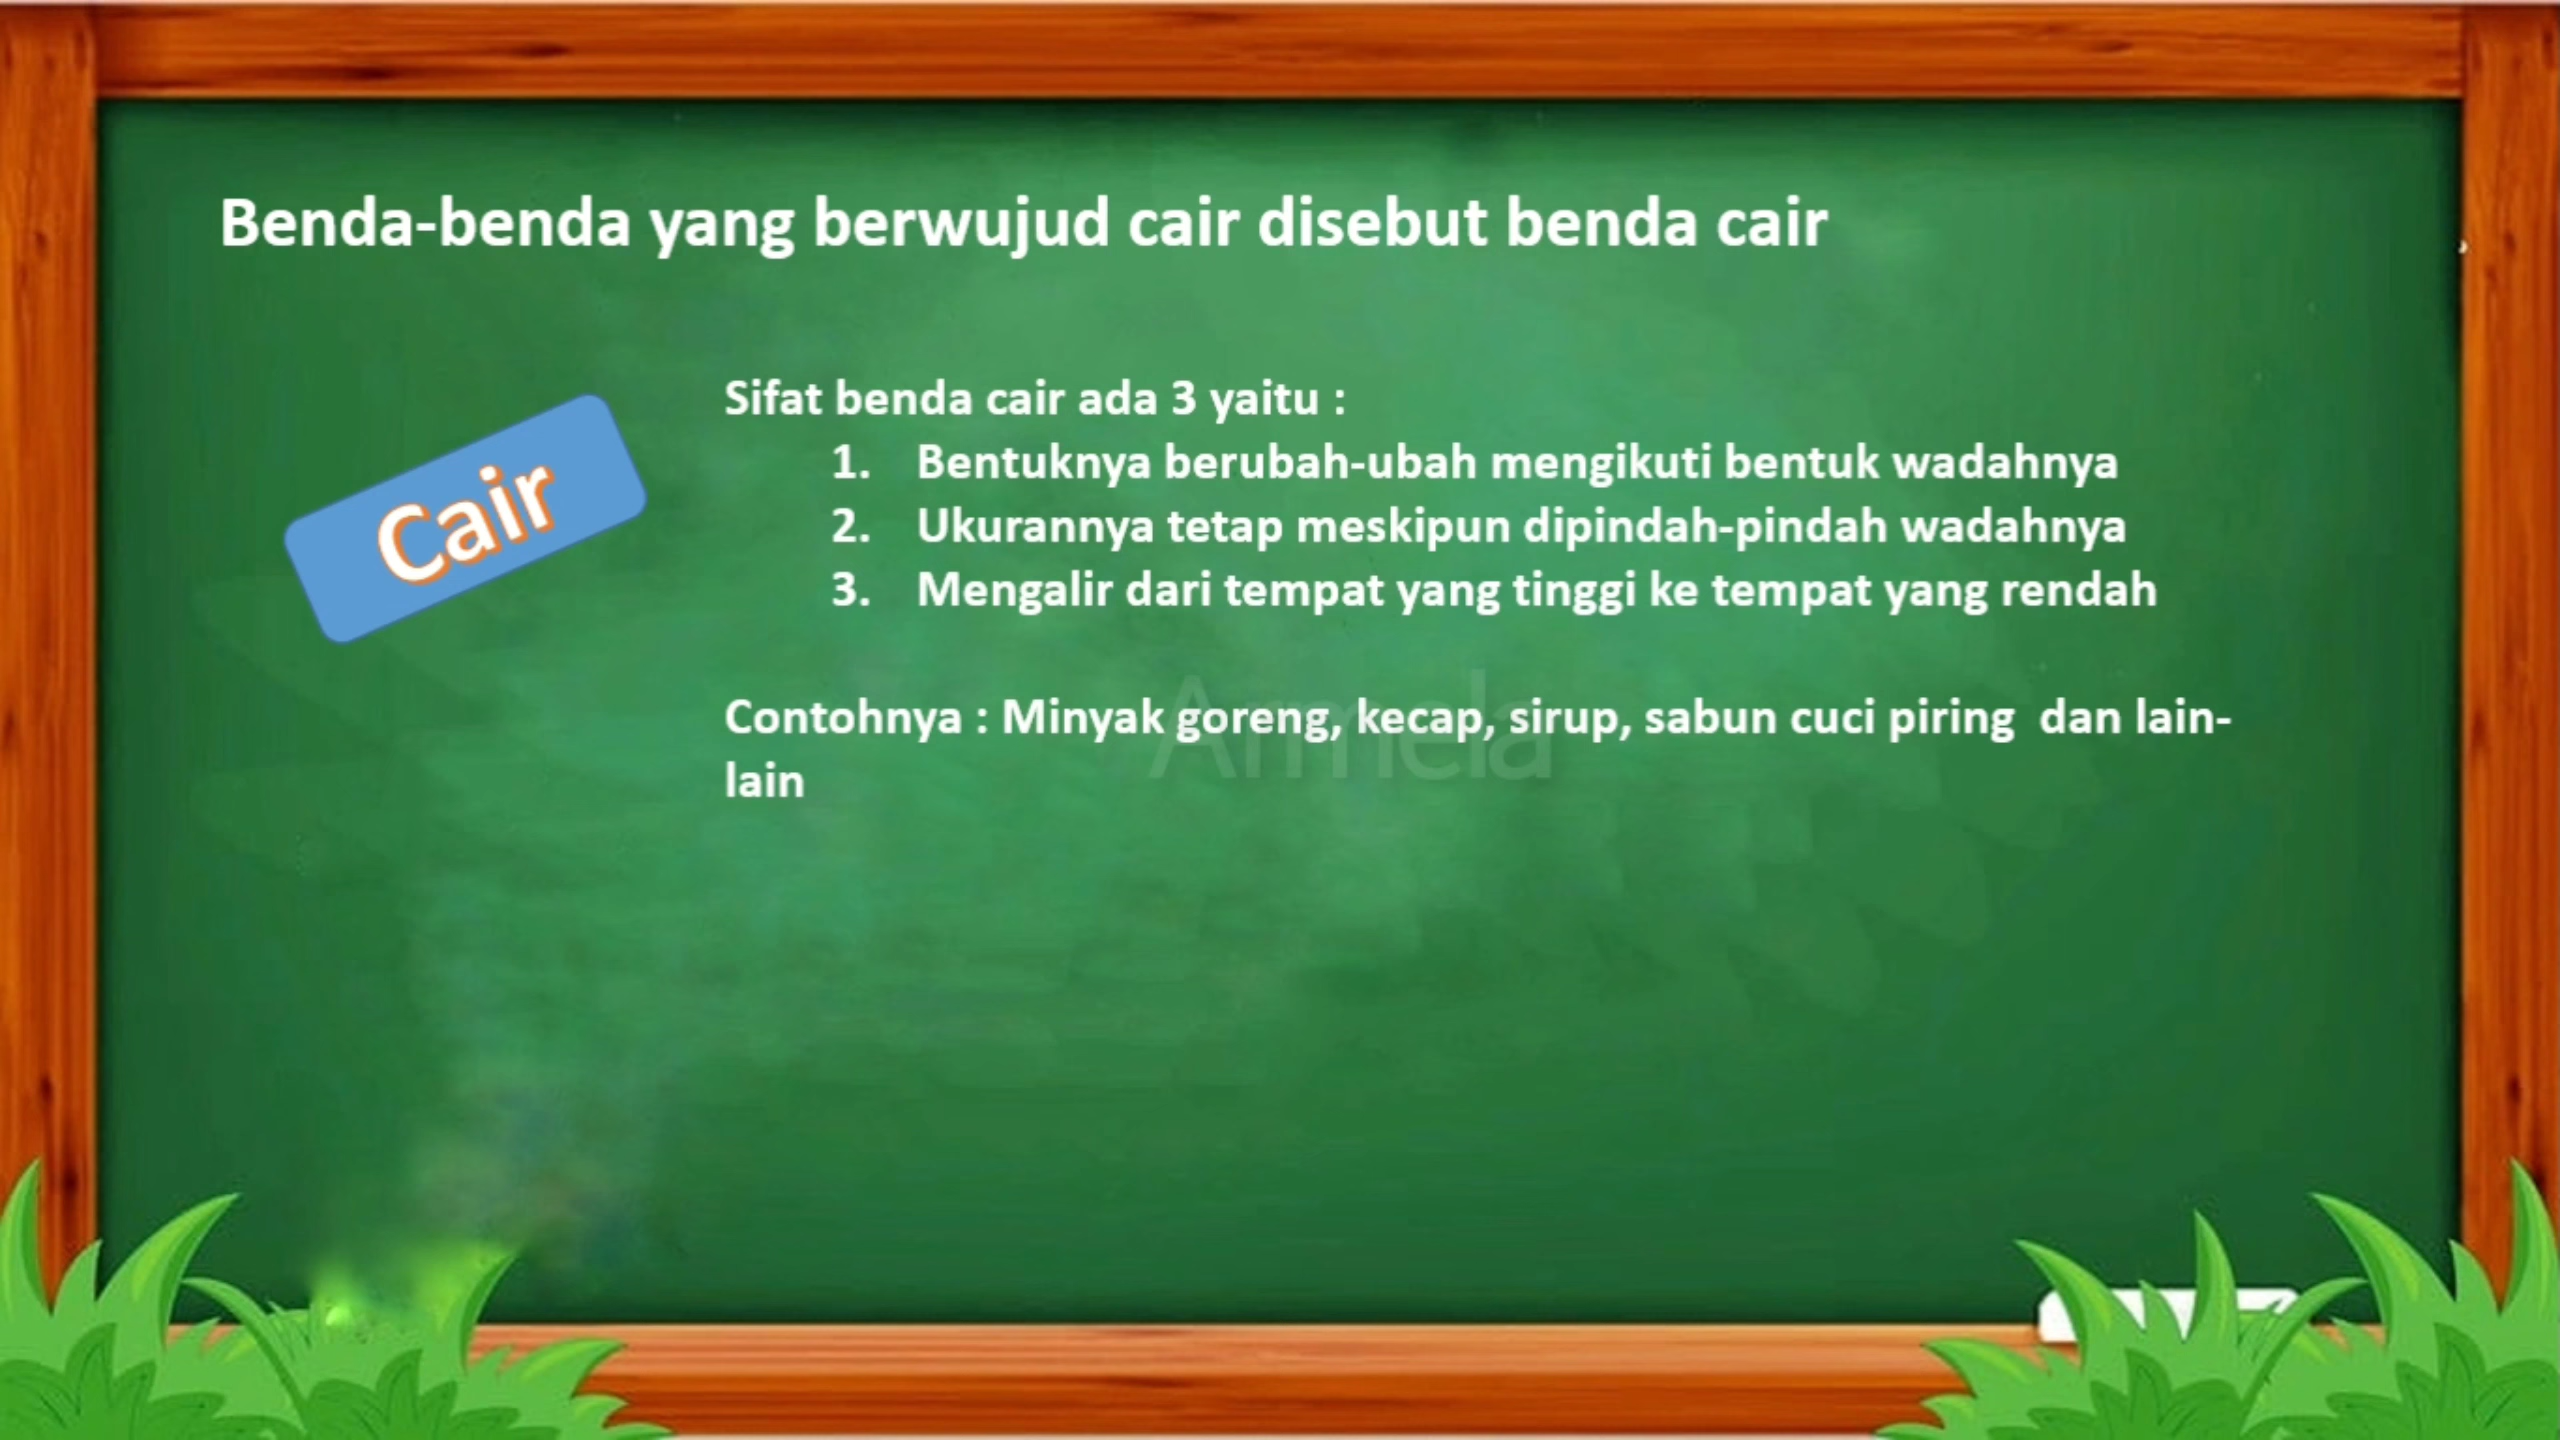 Benda-benda yang berwujud cair disebut benda cair
Cair
Sifat benda cair ada 3 yaitu :
1. Bentuknya berubah-ubah mengikuti bentuk wadahnya
2. Ukurannya tetap meskipun dipindah-pindah wadahnya
3. Mengalir dari tempat yang tinggi ke tempat yang rendah
Contohnya : Minyak goreng, kecap, sirup, sabun cuci piring dan lain-
lain
Armela